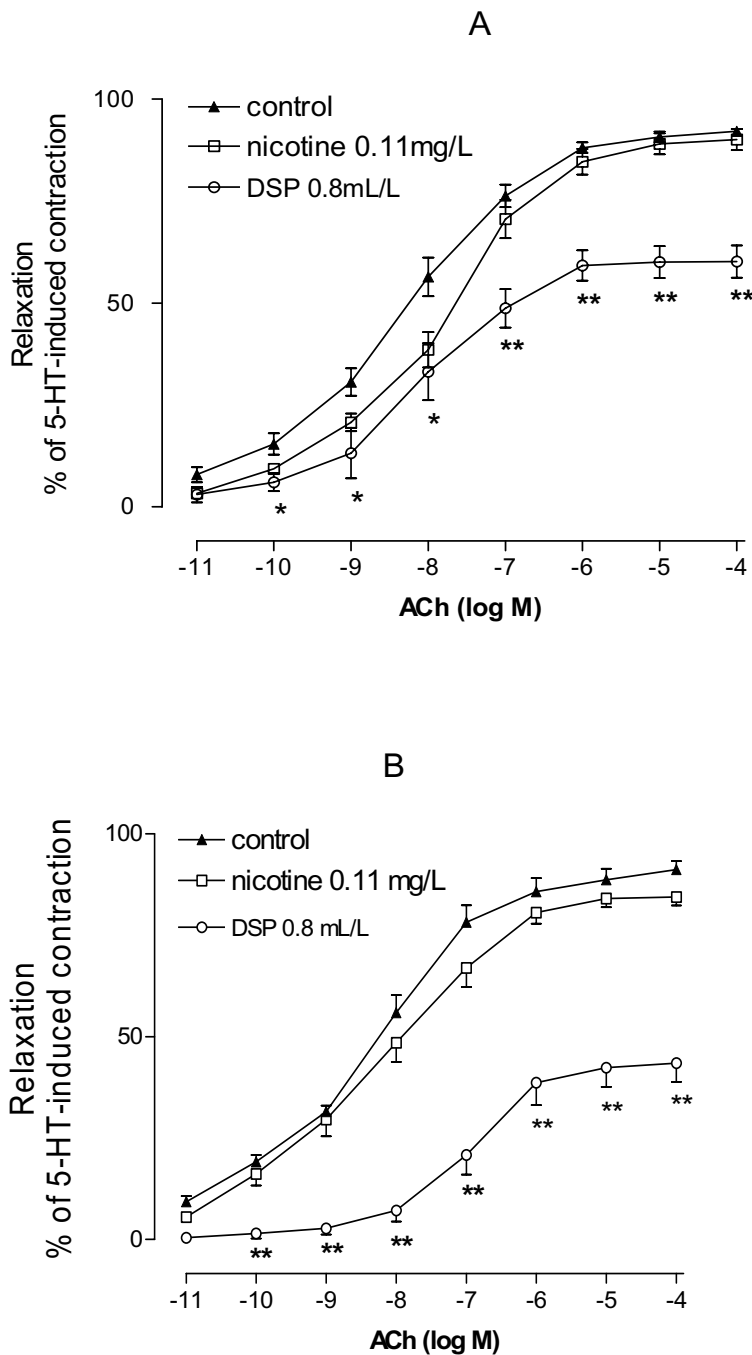 A
100
control
nicotine 0.11mg/L
DSP 0.8mL/L
50
0
Relaxation
% of 5-HT-induced contraction
*
*
*
**
**
**
**
-11 -10 -9 -8 -7 -6 -5 -4
ACh (log M)
B
100
control
nicotine 0.11 mg/L
DSP 0.8 mL/L
50
0
Relaxation
% of 5-HT-induced contraction
**
**
**
**
**
**
**
-11 -10 -9 -8 -7 -6 -5 -4
ACh (log M)